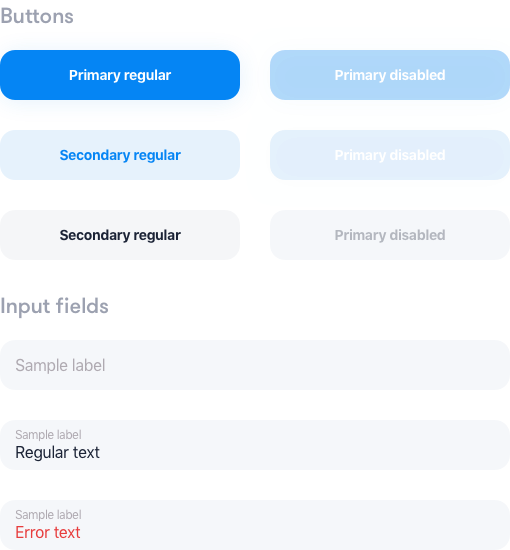 Buttons
Primary regular
Primary disabled
Secondary regular
Primary disabled
Secondary regular
Primary disabled
Input fields
Sample label
Sample label
Regular text
Sample label
Error text